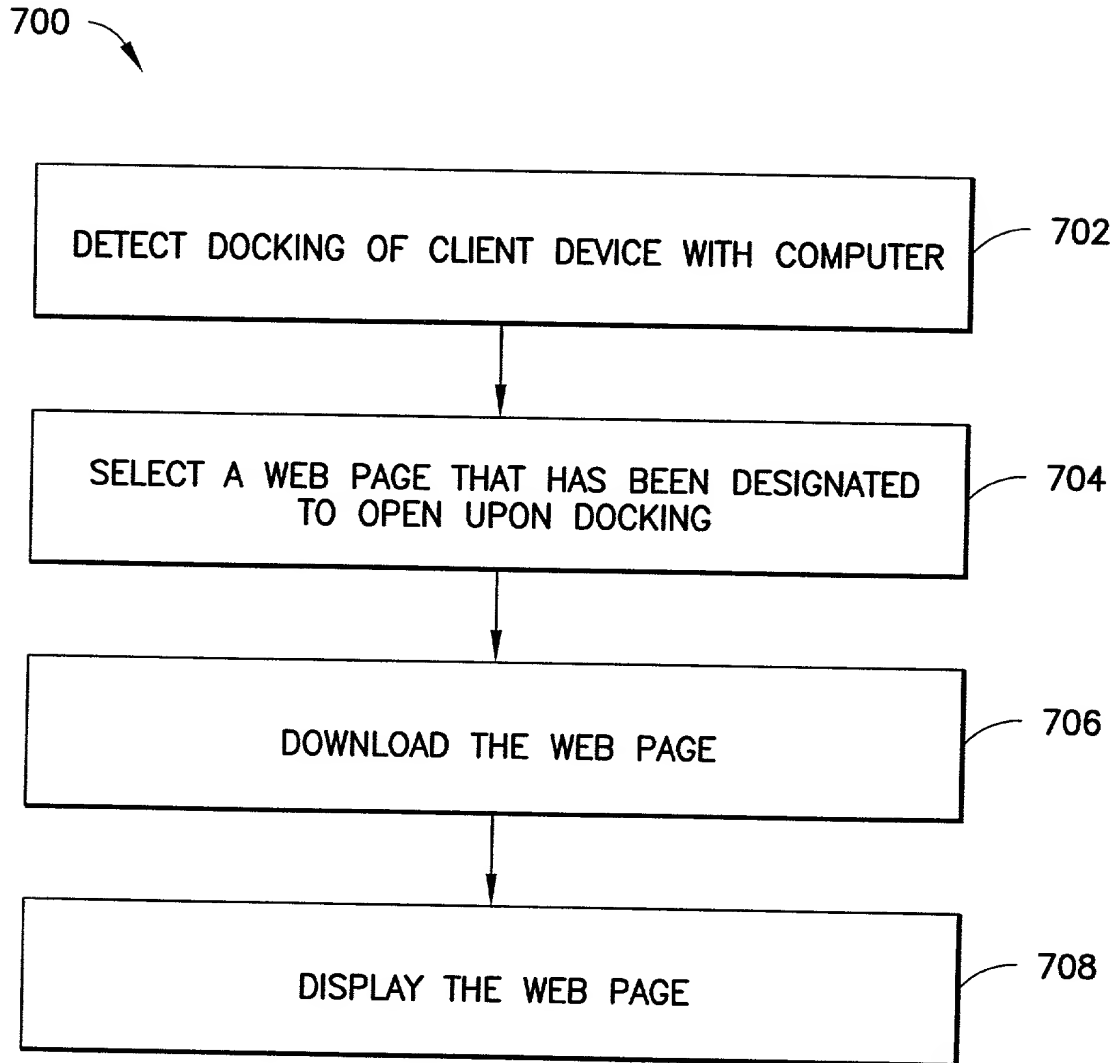 700
DETECT DOCKING OF CLIENT DEVICE WITH COMPUTER
702
SELECT A WEB PAGE THAT HAS BEEN DESIGNATED
TO OPEN UPON DOCKING
704
DOWNLOAD THE WEB PAGE
706
DISPLAY THE WEB PAGE
708